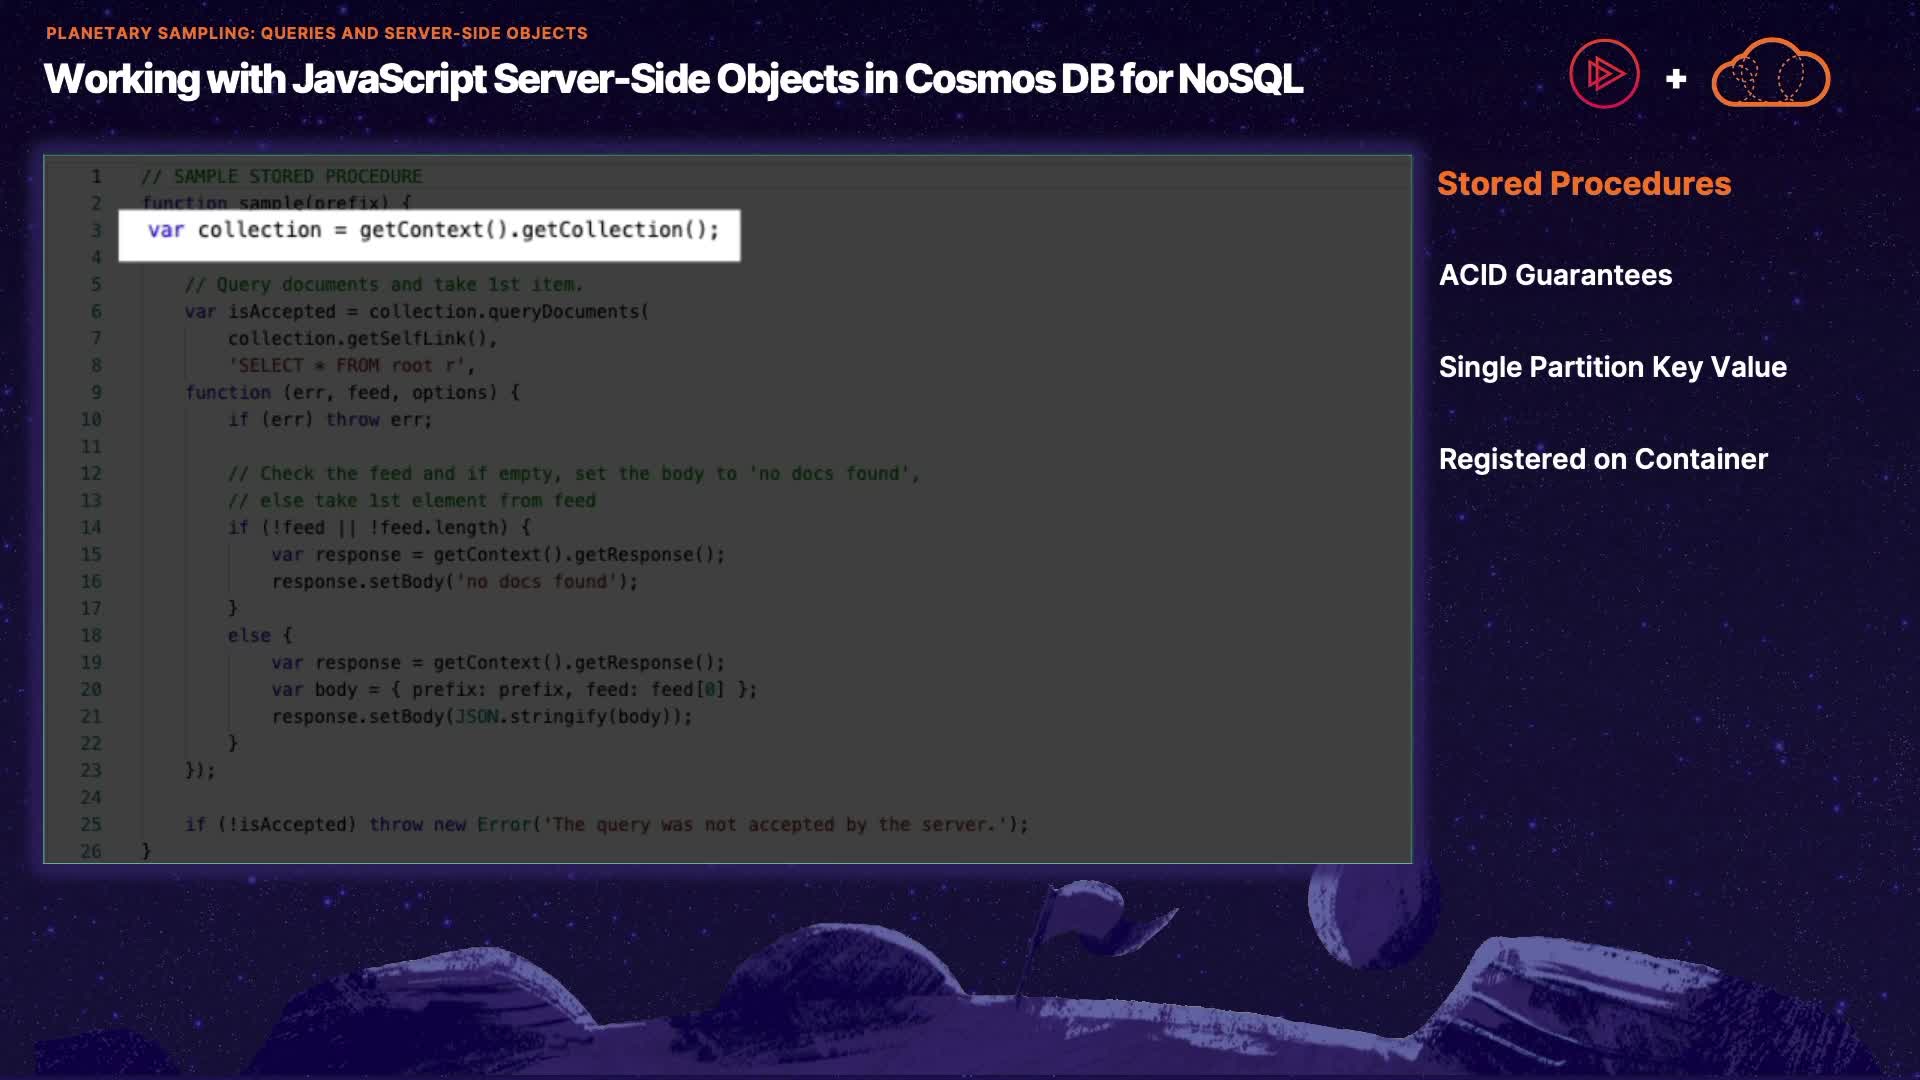 PLANETARY SAMPLING: QUERIES AND SERVER-SIDE OBJECTS
Working with JavaScript Server-Side Objects in Cosmos DB for NoSQL
+
1 // SAMPLE STORED PROCEDURE
2 function sample(prefix) {
3 var collection = getContext().getCollection();
4
5 // Query documents and take 1st item.
6 var isAccepted = collection.queryDocuments(
7 collection.getSelfLink(),
8 'SELECT * FROM root r',
9 function (err, feed, options) {
10 if (err) throw err;
11
12 // Check the feed and if empty, set the body to 'no docs found',
13 // else take 1st element from feed
14 if (!feed || !feed.length) {
15 var response = getContext().getResponse();
16 response.setBody('no docs found');
17 }
18 else {
19 var response = getContext().getResponse();
20 var body = { prefix: prefix, feed: feed[0] };
21 response.setBody(JSON.stringify(body));
22 }
23 });
24
25 if (!isAccepted) throw new Error('The query was not accepted by the server.');
26 }
Stored Procedures
ACID Guarantees
Single Partition Key Value
Registered on Container